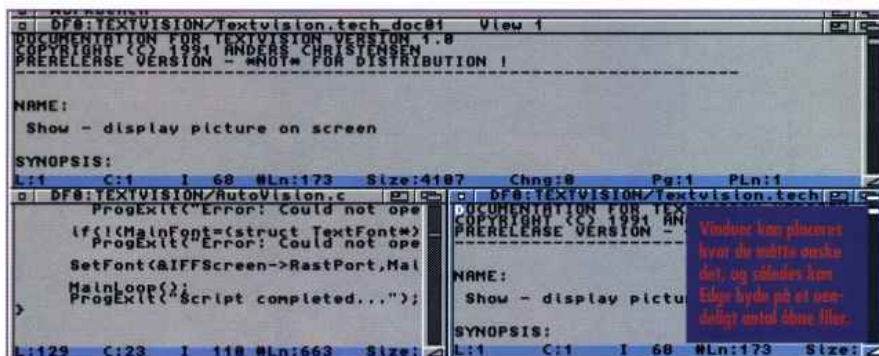 DF0:TEXTVISION/Textvision.tech_doc01 View 1
DOCUMENTATION FOR TEXTVISION VERSION 1.0
COPYRIGHT (C) 1991 ANDERS CHRISTENSEN
PRERELEASE VERSION - *NOT* FOR DISTRIBUTION !
NAME:
Show - display picture on screen
SYNOPSIS:
L:1 C:1 I 68 #Ln:173 Size:4107 Chng:0 Pg:1 PLn:1
DF0:TEXTVISION/AutoVision.c
ProgExit("Error: Could not ope
if(!(MainFont=(struct TextFont*)
ProgExit("Error: Could not ope
SetFont(&IFFScreen->RastPort,Mai
MainLoop();
ProgExit("Script completed...");
}
L:129 C:23 I 110 #Ln:663 Size:
DF0:TEXTVISION/Textvision.tech
DOCUMENTATION FOR TEX
COPYRIGHT (C) 1991 AN
PRERELEASE VERSION -
NAME:
Show - display pictu
SYNOPSIS:
L:1 C:1 I 68 #Ln:173 Size:
Vinduer kan placeres
hvor de måtte ønske
det, og således kan
Edge byde på et uen-
deligt antal åbne filer.